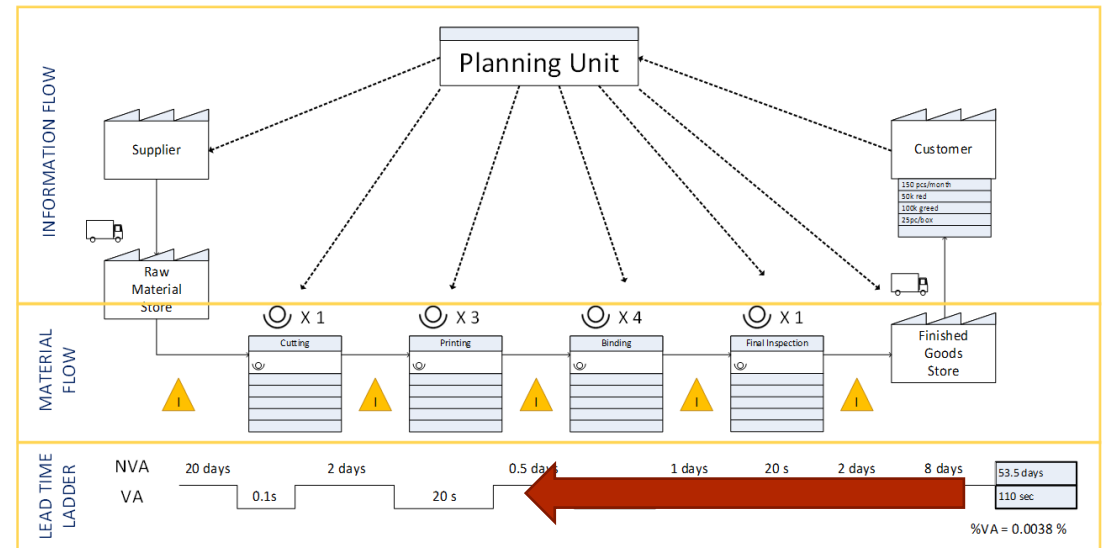 Planning Unit
INFORMATION FLOW
Supplier
Customer
150 pcs/month
50k red
100k greed
25pc/box
Raw
Material
Store
X 1
X 3
X 4
X 1
MATERIAL
FLOW
Cutting
Printing
Binding
Final Inspection
Finished
Goods
Store
I
I
I
I
I
LEAD TIME
LADDER
NVA
20 days
2 days
0.5 days
1 days
20 s
2 days
8 days
53.5 days
VA
0.1s
20 s
110 sec
%VA = 0.0038 %